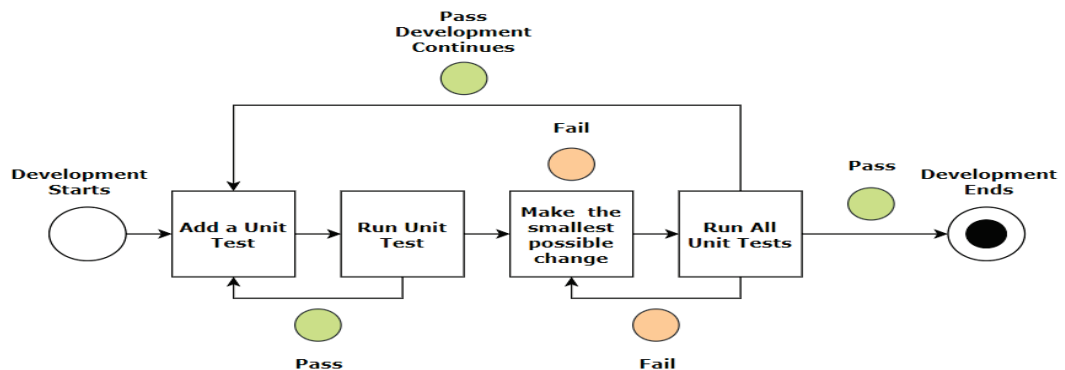 Pass
Development
Continues
Fail
Development
Starts
Pass
Development
Ends
Add a Unit
Test
Run Unit
Test
Make the
smallest
possible
change
Run All
Unit Tests
Pass
Fail